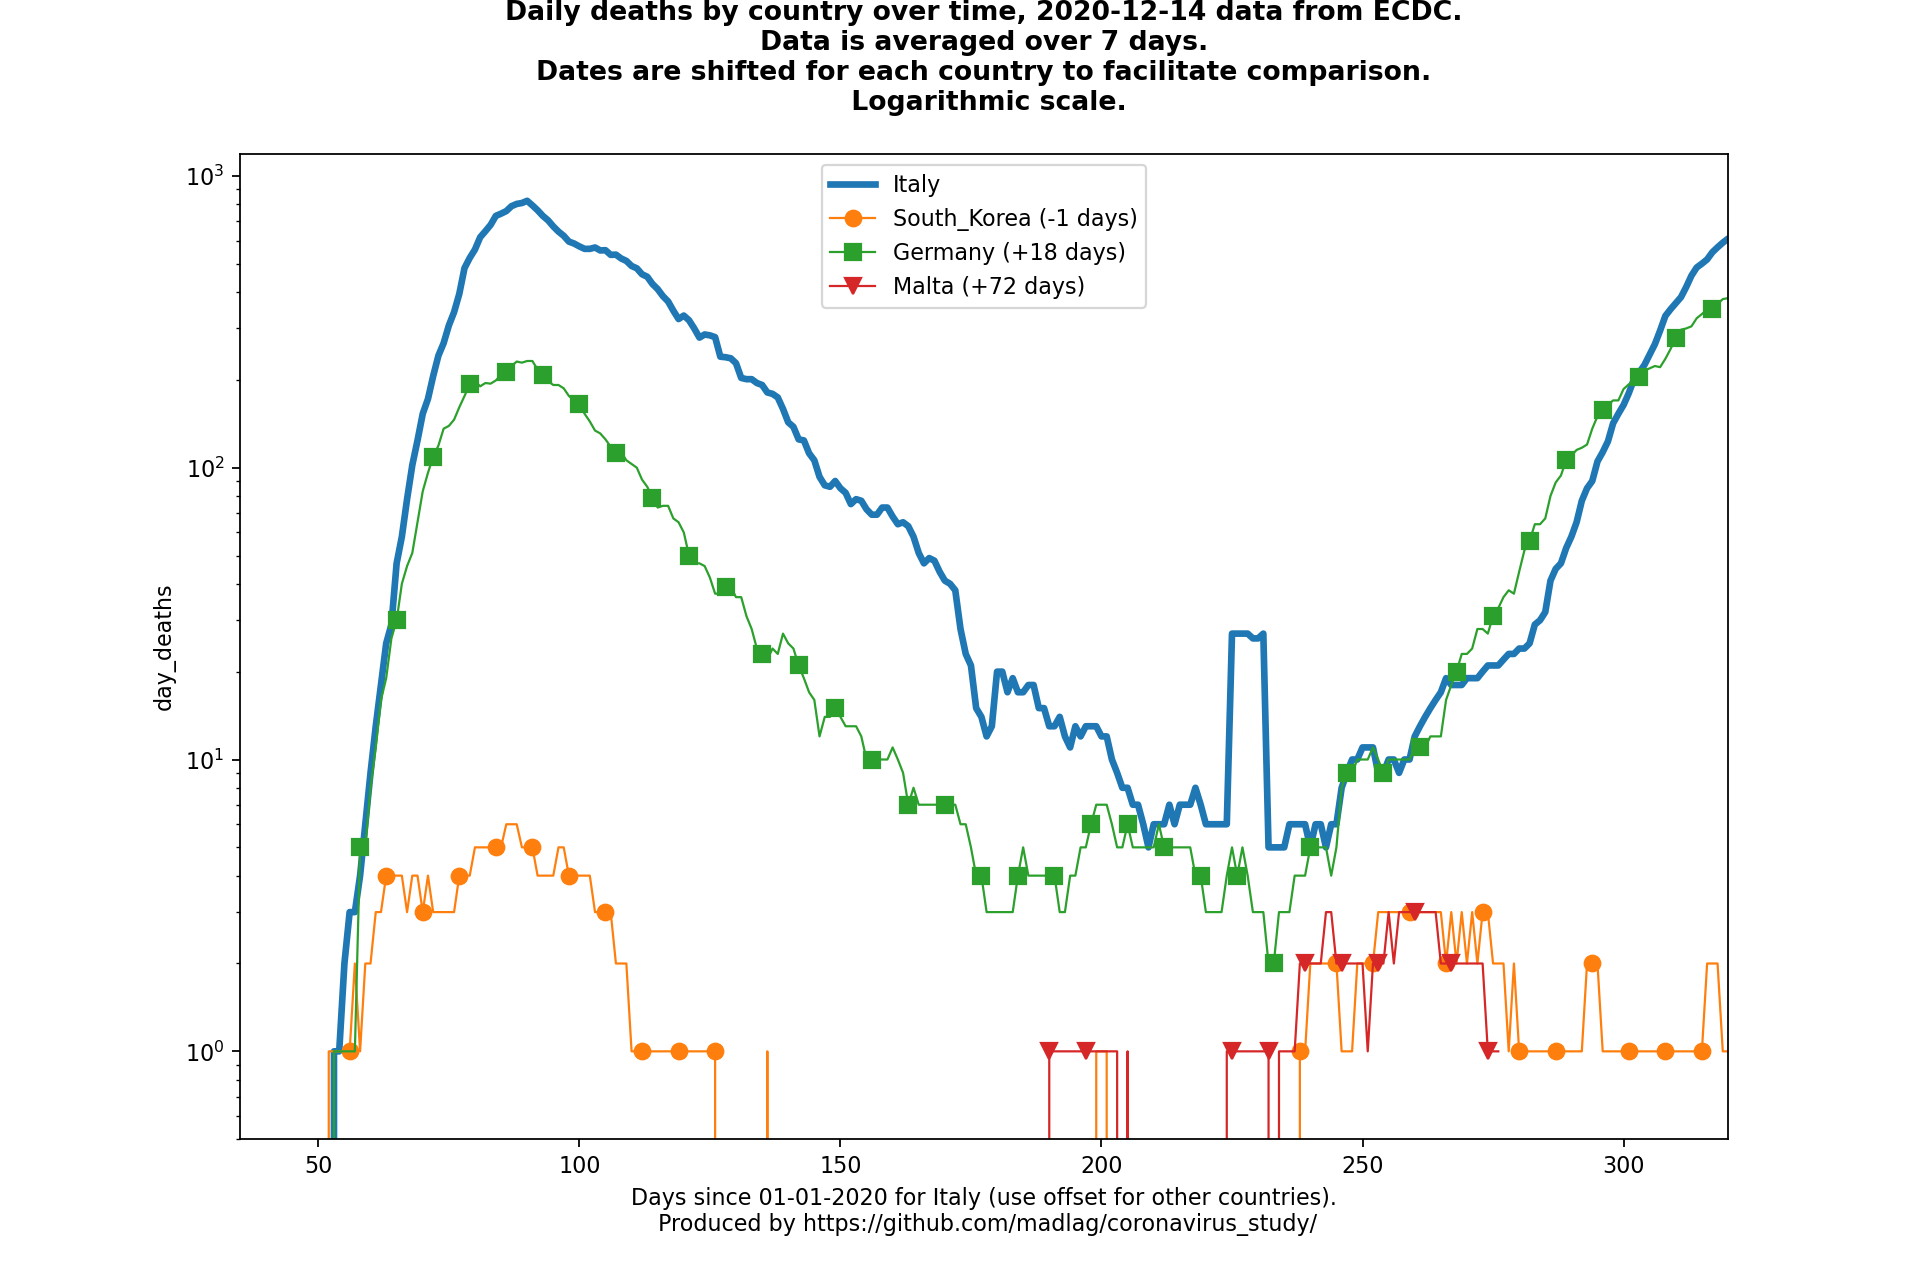 Daily deaths by country over time, 2020-12-14 data from ECDC.
Data is averaged over 7 days.
Dates are shifted for each country to facilitate comparison.
Logarithmic scale.
10³
Italy
South_Korea (-1 days)
Germany (+18 days)
Malta (+72 days)
10²
day_deaths
10¹
10⁰
50 100 150 200 250 300
Days since 01-01-2020 for Italy (use offset for other countries).
Produced by https://github.com/madlag/coronavirus_study/